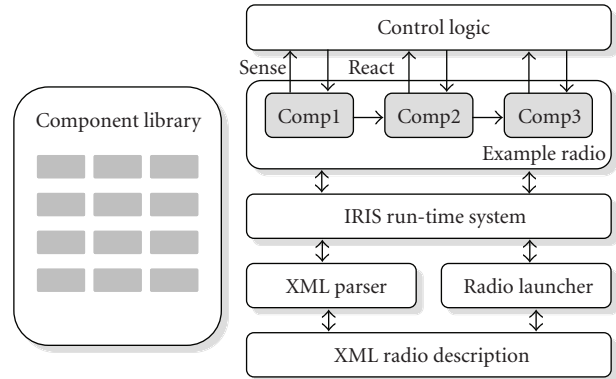 Control logic
Sense
React
Component library
Comp1
Comp2
Comp3
Example radio
IRIS run-time system
XML parser
Radio launcher
XML radio description